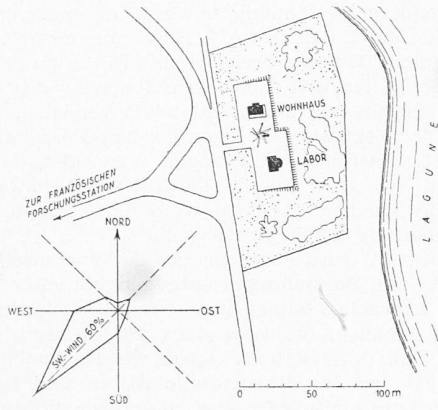 WOHNHAUS
LABOR
LAGUNE
ZUR FRANZÖSISCHEN
FORSCHUNGSSTATION
NORD
WEST
OST
SW.-WIND 60%
SÜD
0 50 100 m